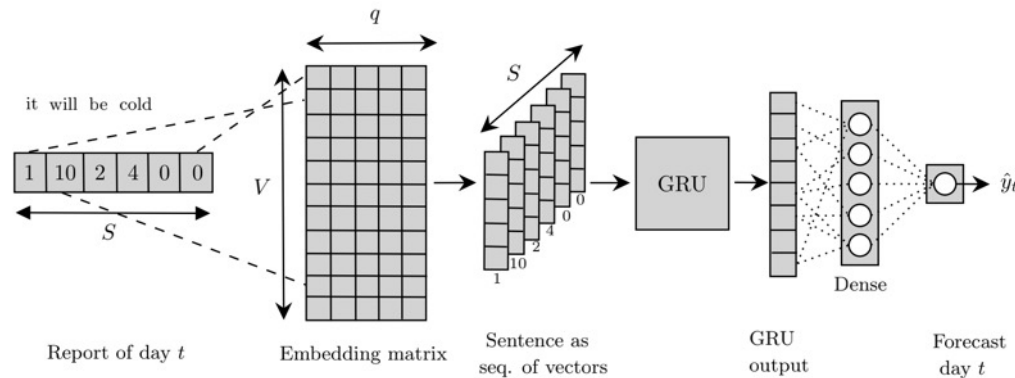 q
it will be cold
S
1 10 2 4 0 0
V
GRU
ŷₜ
S
1 10 2 4 0 0
Dense
Report of day t
Embedding matrix
Sentence as
seq. of vectors
GRU
output
Forecast
day t